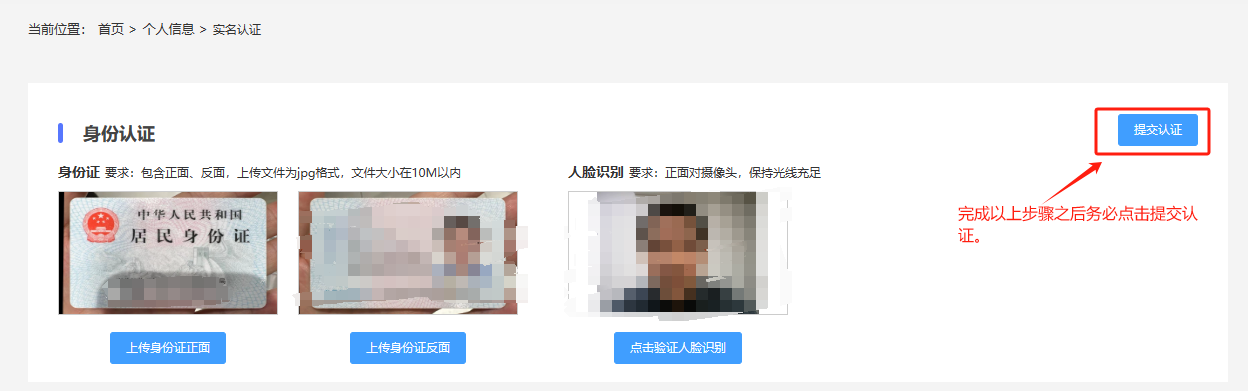 当前位置： 首页 > 个人信息 > 实名认证
身份认证
提交认证
身份证 要求：包含正面、反面，上传文件为jpg格式，文件大小在10M以内
人脸识别 要求：正面对摄像头，保持光线充足
中华人民共和国
居民身份证
完成以上步骤之后务必点击提交认
证。
上传身份证正面
上传身份证反面
点击验证人脸识别